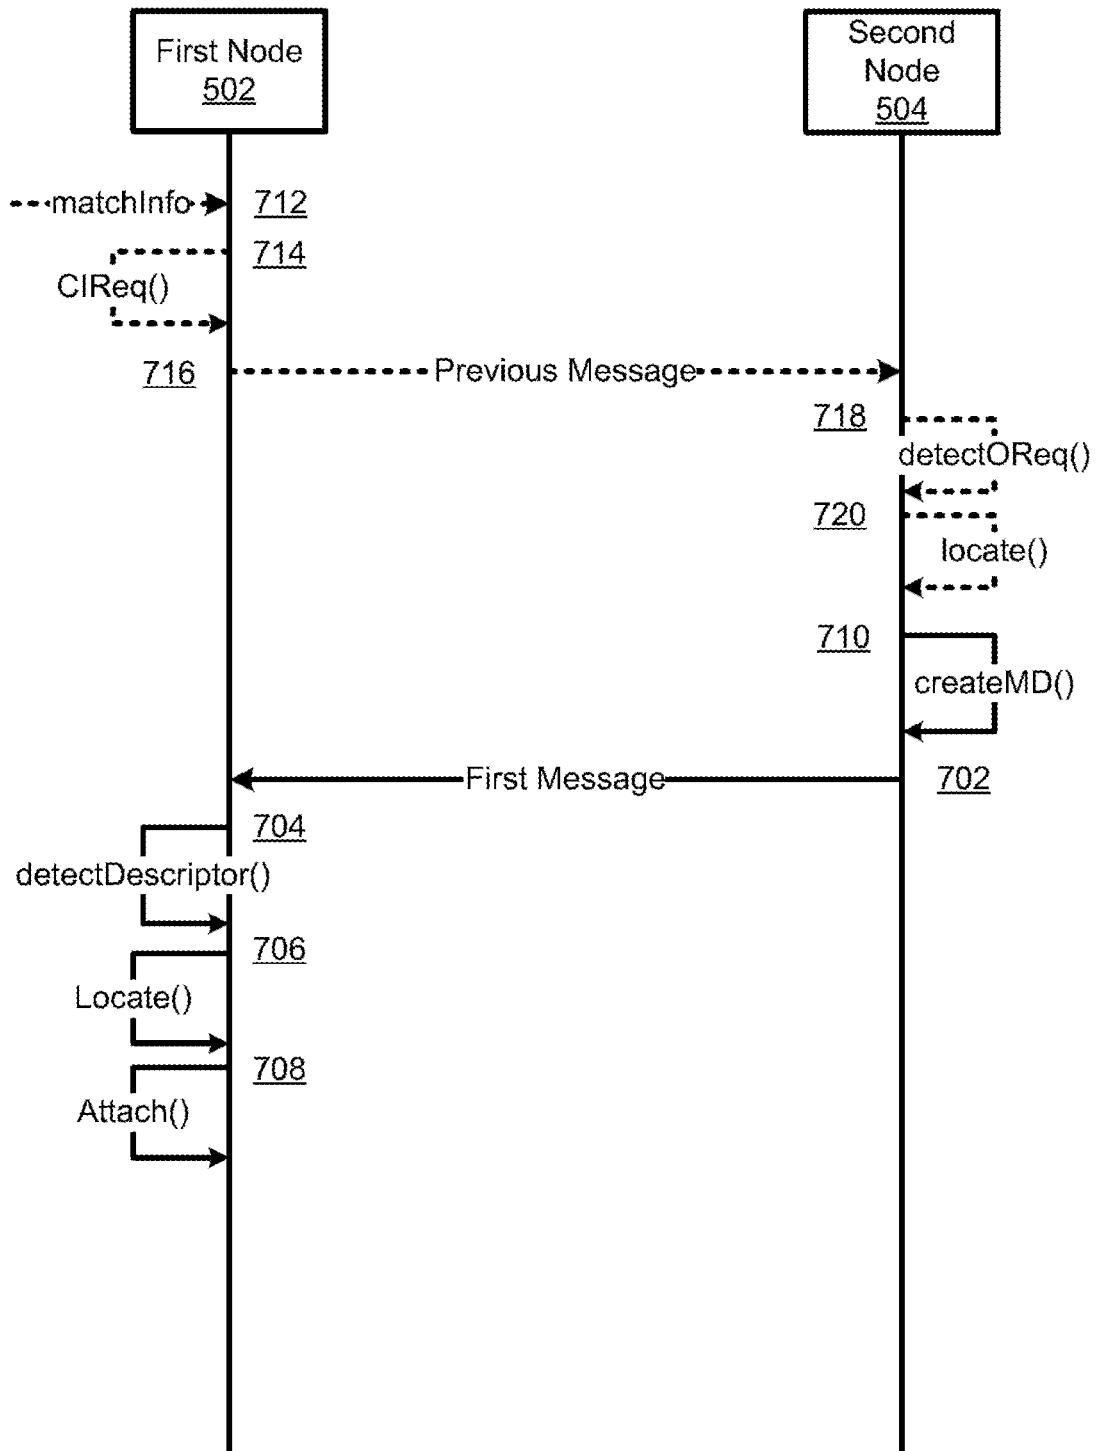 First Node
502
Second
Node
504
matchInfo
712
714
CIReq()
716
Previous Message
718
detectOReq()
720
locate()
710
createMD()
First Message
702
704
detectDescriptor()
706
Locate()
708
Attach()